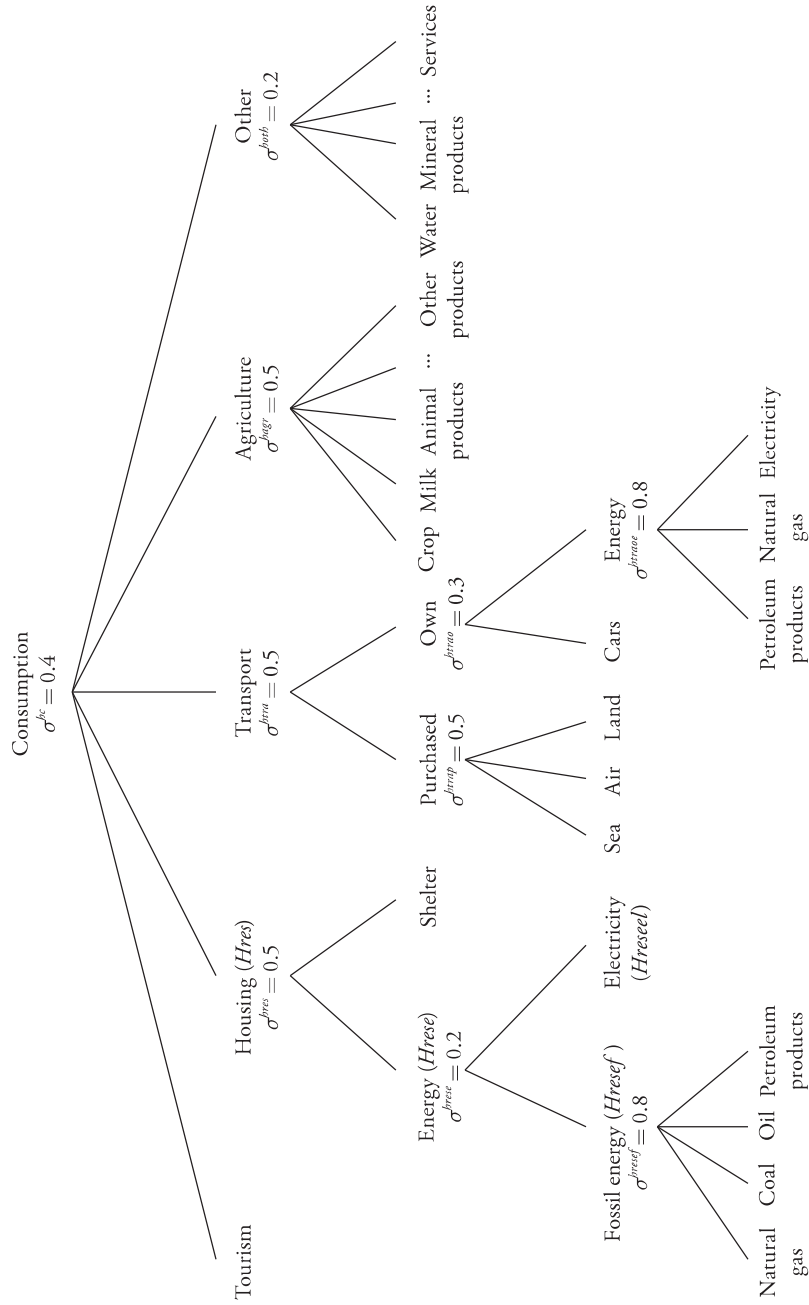 Consumption
σ^hc = 0.4
Tourism
Housing (Hres)
σ^hres = 0.5
Transport
σ^htra = 0.5
Agriculture
σ^hagr = 0.5
Other
σ^hoth = 0.2
Energy (Hrese)
σ^hrese = 0.2
Shelter
Purchased
σ^htrap = 0.5
Own
σ^htrao = 0.3
Crop
Milk
Animal
products
...
Other
products
Water
Mineral
products
...
Services
Fossil energy (Hresef)
σ^hresef = 0.8
Electricity
(Hreseel)
Sea
Air
Land
Cars
Energy
σ^htraoe = 0.8
Natural
gas
Coal
Oil
Petroleum
products
Petroleum
products
Natural
gas
Electricity